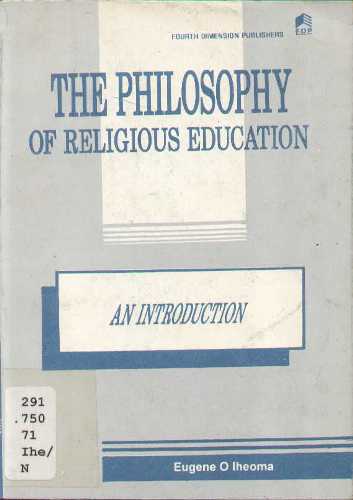 FOURTH DIMENSION PUBLISHERS
FDP
THE PHILOSOPHY
OF RELIGIOUS EDUCATION
AN INTRODUCTION
291
.750
71
Ihe/
N
Eugene O Iheoma